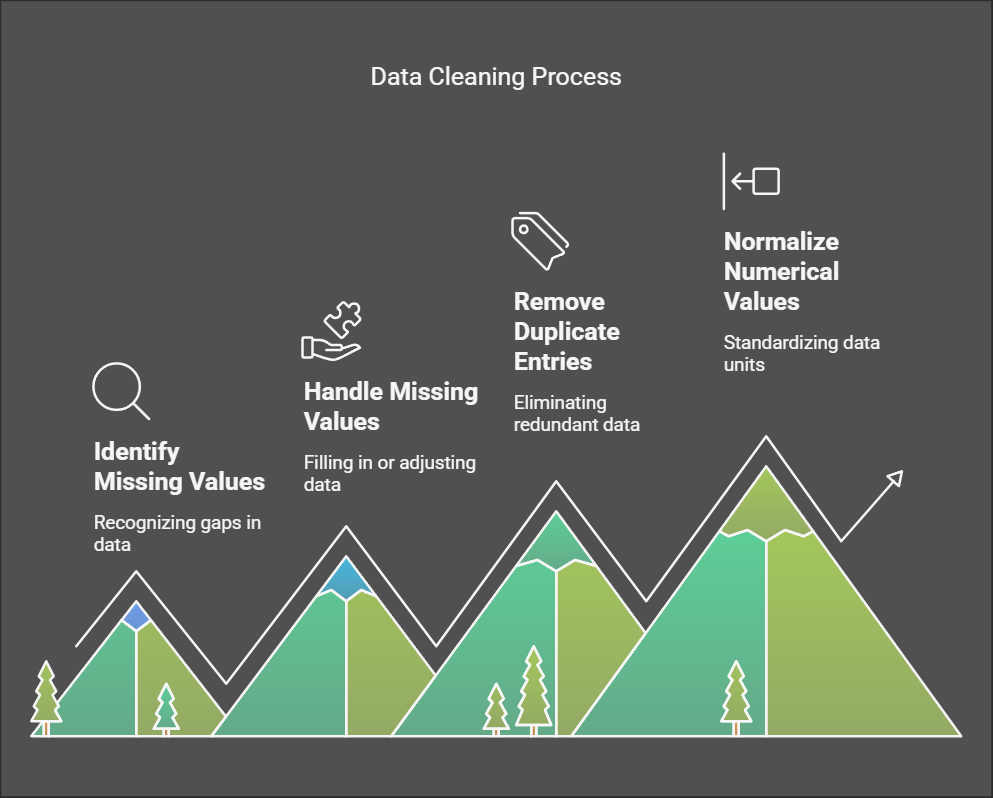 Data Cleaning Process
Identify
Missing Values
Recognizing gaps in
data
Handle Missing
Values
Filling in or adjusting
data
Remove
Duplicate
Entries
Eliminating
redundant data
Normalize
Numerical
Values
Standardizing data
units